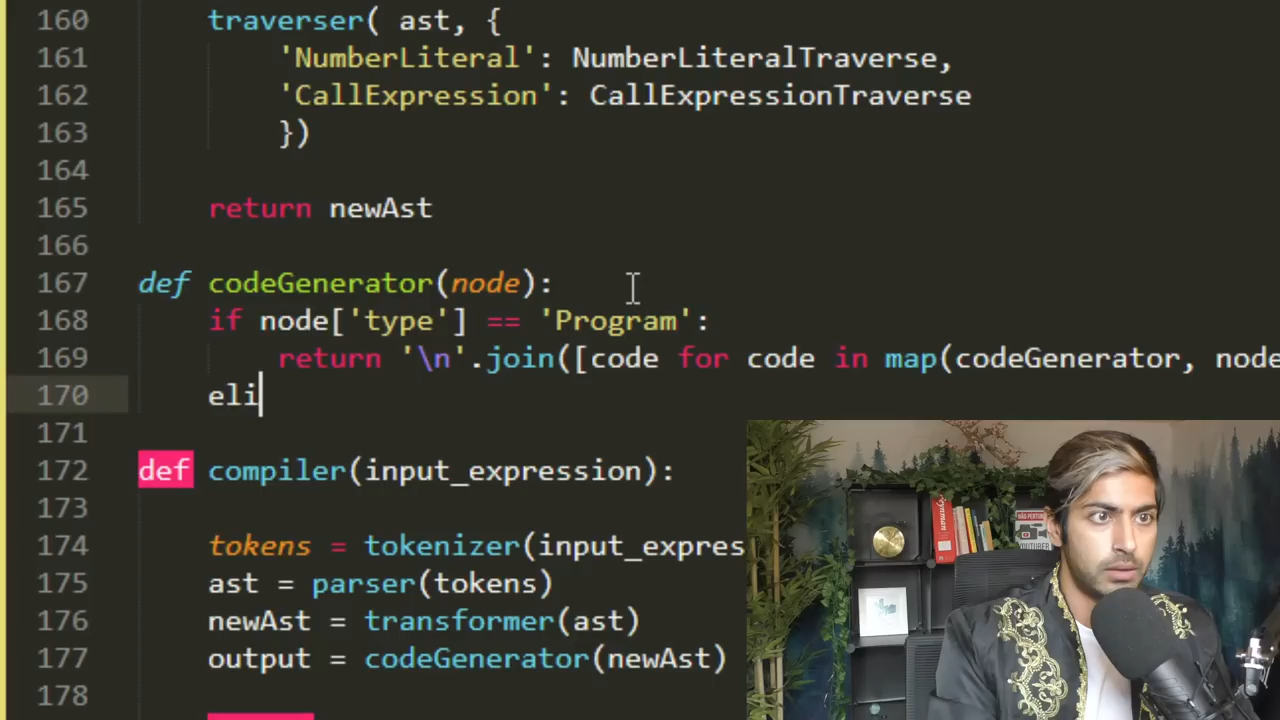 160 traverser( ast, {
161 'NumberLiteral': NumberLiteralTraverse,
162 'CallExpression': CallExpressionTraverse
163 })
164
165 return newAst
166
167 def codeGenerator(node):
168 if node['type'] == 'Program':
169 return '\n'.join([code for code in map(codeGenerator, node
170 eli
171
172 def compiler(input_expression):
173
174 tokens = tokenizer(input_expres
175 ast = parser(tokens)
176 newAst = transformer(ast)
177 output = codeGenerator(newAst)
178